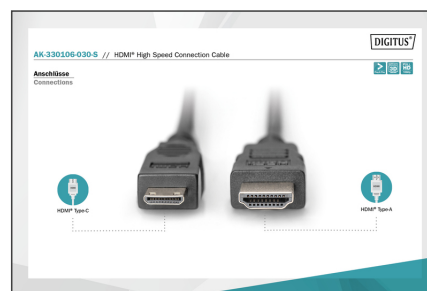 DIGITUS®
AK-330106-030-S // HDMI® High Speed Connection Cable
Anschlüsse
Connections
HDMI® Type-C
HDMI® Type-A